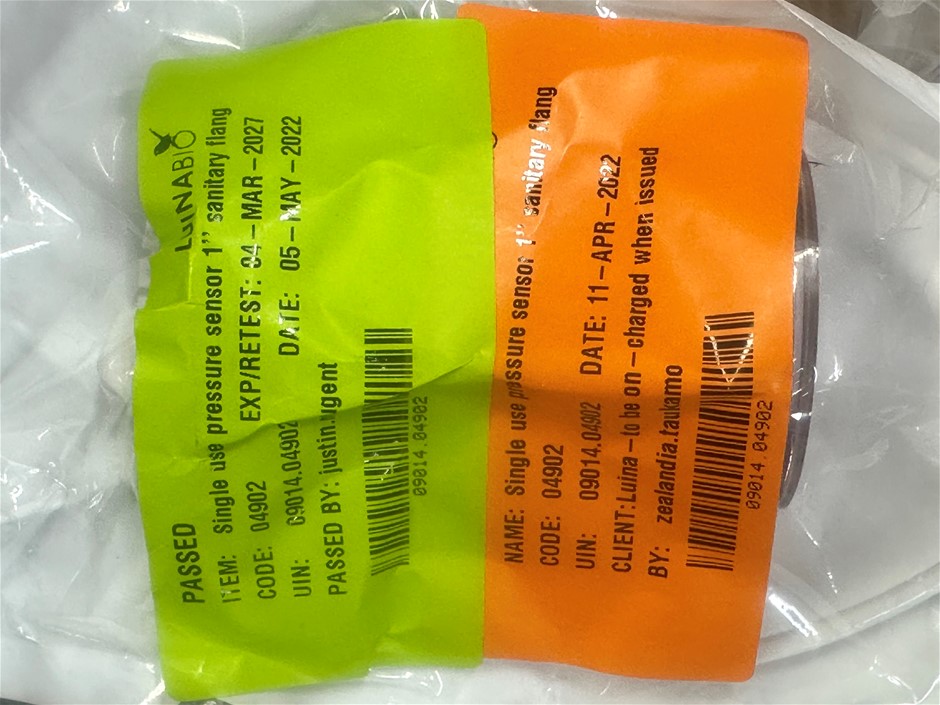 LUINABIO
PASSED
ITEM: Single use pressure sensor 1'' sanitary flang
CODE: 04902 EXP/RETEST: 04-MAR-2027
UIN: 09014.04902 DATE: 05-MAY-2022
PASSED BY: justin.nugent
09014.04902
NAME: Single use pressure sensor 1'' sanitary flang
CODE: 04902
UIN: 09014.04902 DATE: 11-APR-2022
CLIENT: Luina-to be on-charged when issued
BY: zealandia.taukamo
09014.04902